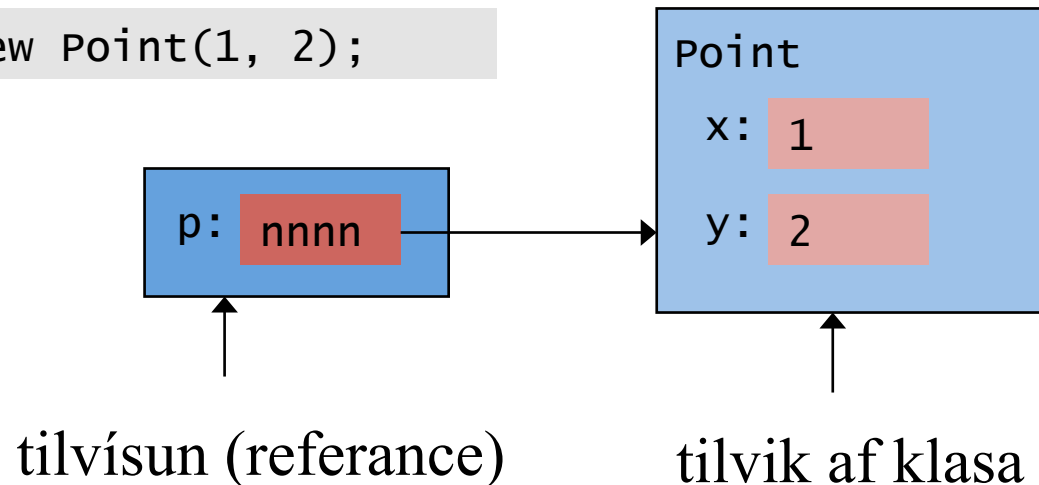 ew Point(1, 2);
Point
x: 1
p: nnnn
y: 2
tilvísun (referance)
tilvik af klasa